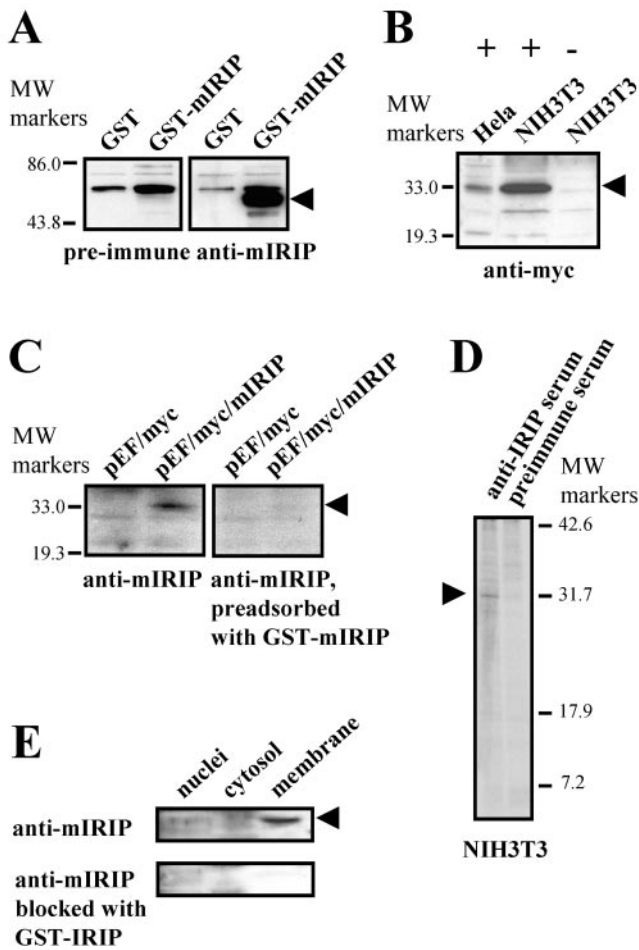 A
MW
markers
GST
GST-mIRIP
GST
GST-mIRIP
86.0
43.8
pre-immune
anti-mIRIP
B
+ + -
MW
markers
Hela
NIH3T3
NIH3T3
33.0
19.3
anti-myc
C
MW
markers
pEF/myc
pEF/myc/mIRIP
pEF/myc
pEF/myc/mIRIP
33.0
19.3
anti-mIRIP
anti-mIRIP,
preadsorbed
with GST-mIRIP
D
anti-IRIP serum
preimmune serum
MW
markers
42.6
31.7
17.9
7.2
NIH3T3
E
nuclei
cytosol
membrane
anti-mIRIP
anti-mIRIP
blocked with
GST-IRIP